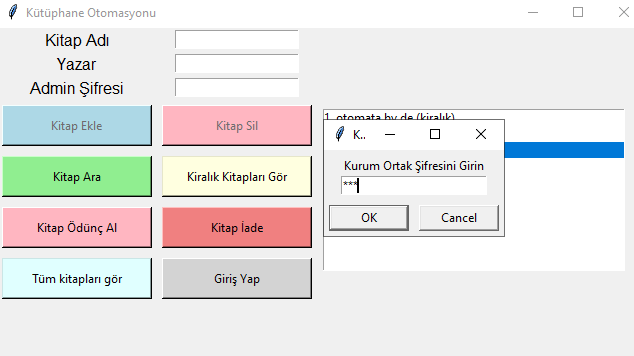 Kütüphane Otomasyonu
Kitap Adı
Yazar
Admin Şifresi
Kitap Ekle
Kitap Sil
Kitap Ara
Kiralık Kitapları Gör
Kitap Ödünç Al
Kitap İade
Tüm kitapları gör
Giriş Yap
1. otomata by de (kiralık)
K..
Kurum Ortak Şifresini Girin
***
OK
Cancel